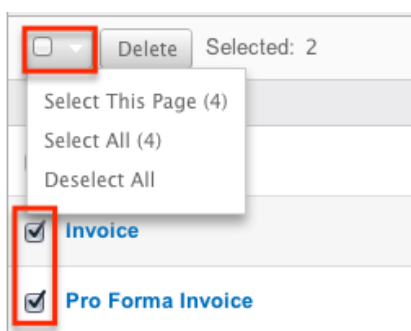 Delete Selected: 2
Select This Page (4)
Select All (4)
Deselect All
Invoice
Pro Forma Invoice